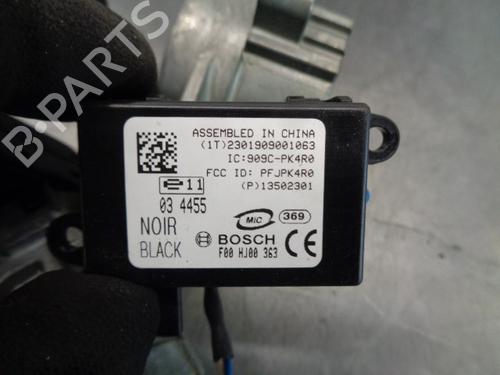 B-PARTS
ASSEMBLED IN CHINA
(1T)2301909001063
IC:909C-PK4R0
FCC ID: PFJPK4R0
(P)13502301
e11
03 4455
NOIR
BLACK
MiC
369
BOSCH
F00 HJ00 363
CE